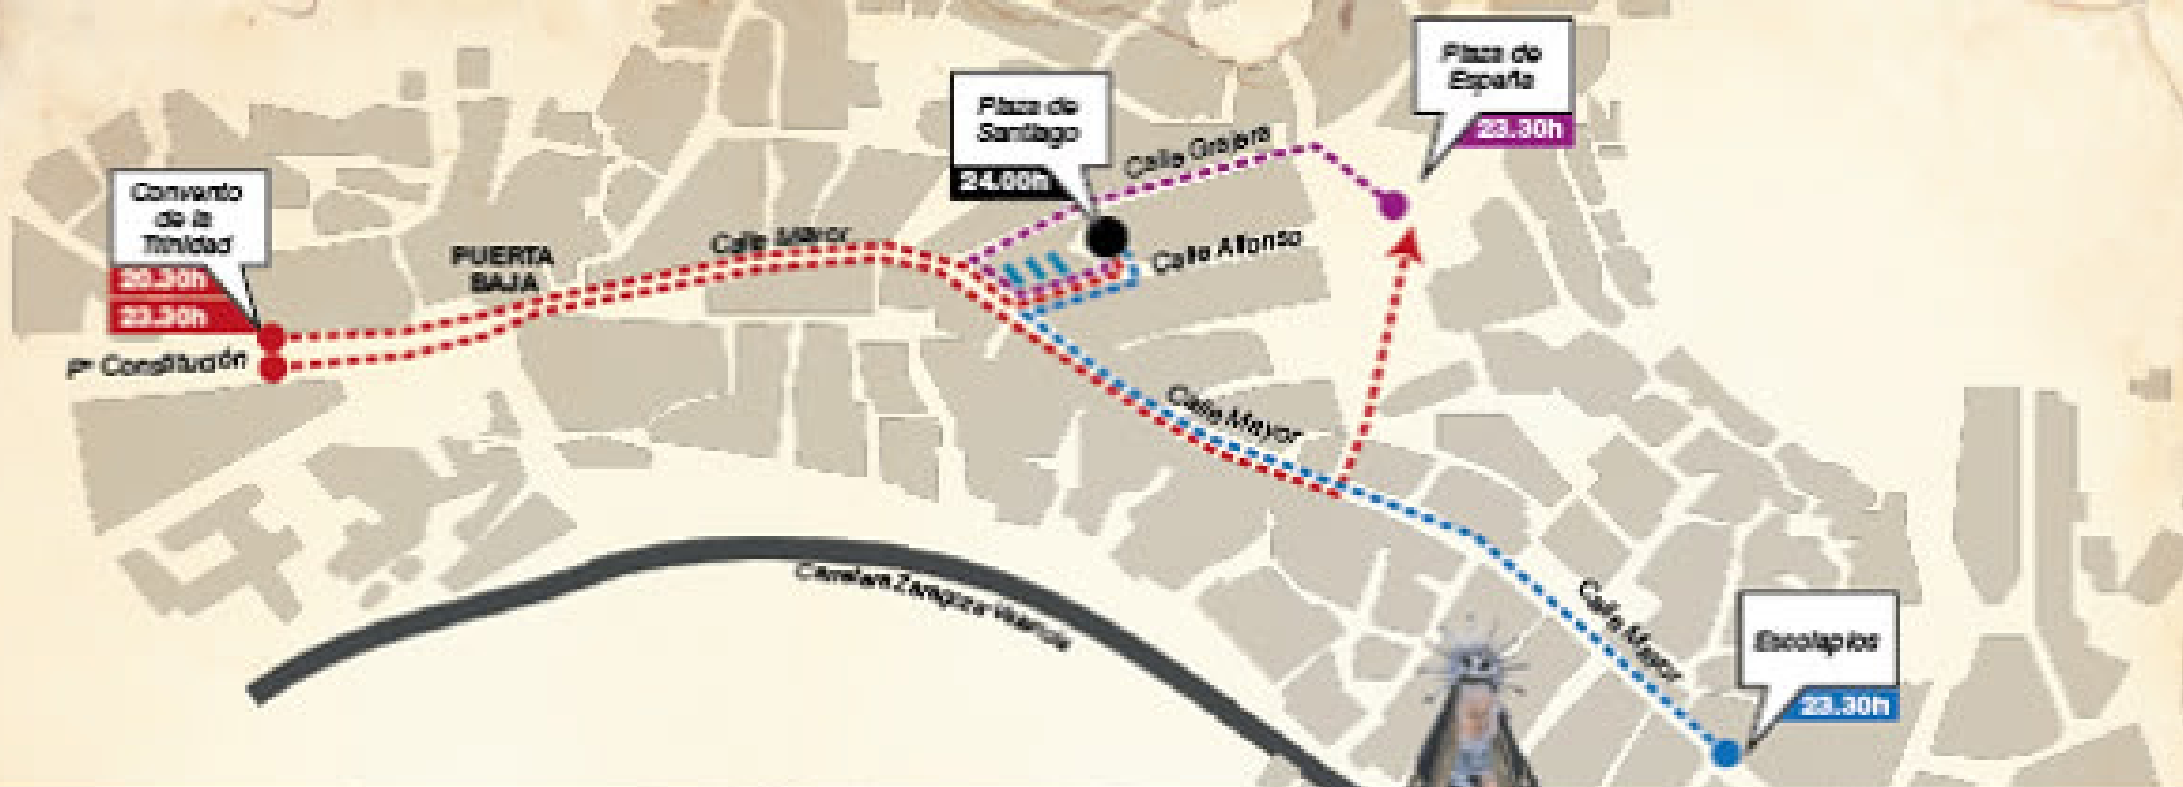 Plaza de
España
23.30h
Plaza de
Santiago
24.00h
Calle Grajera
Convento
de la
Trinidad
20.30h
23.30h
Pº Constitución
PUERTA
BAJA
Calle Mayor
Calle Alfonso
Calle Mayor
Calle Mayor
Escolapios
23.30h
Zaragoza